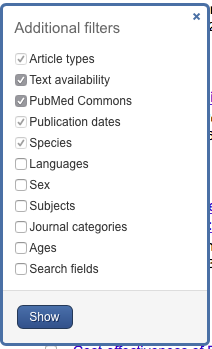 Additional filters
Article types
Text availability
PubMed Commons
Publication dates
Species
Languages
Sex
Subjects
Journal categories
Ages
Search fields
Show